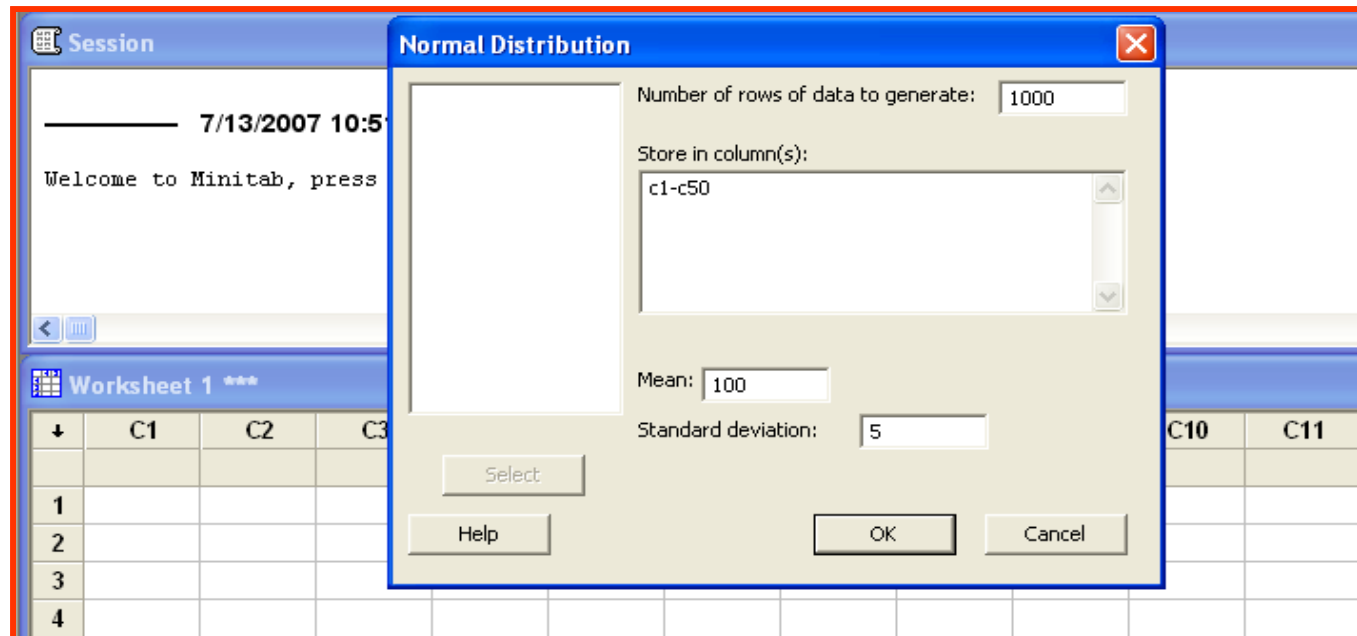 Session
7/13/2007 10:51
Welcome to Minitab, press
Normal Distribution
Number of rows of data to generate: 1000
Store in column(s):
c1-c50
Mean: 100
Standard deviation: 5
Select
Help OK Cancel
Worksheet 1 ***
C1 C2 C3 C10 C11
1
2
3
4